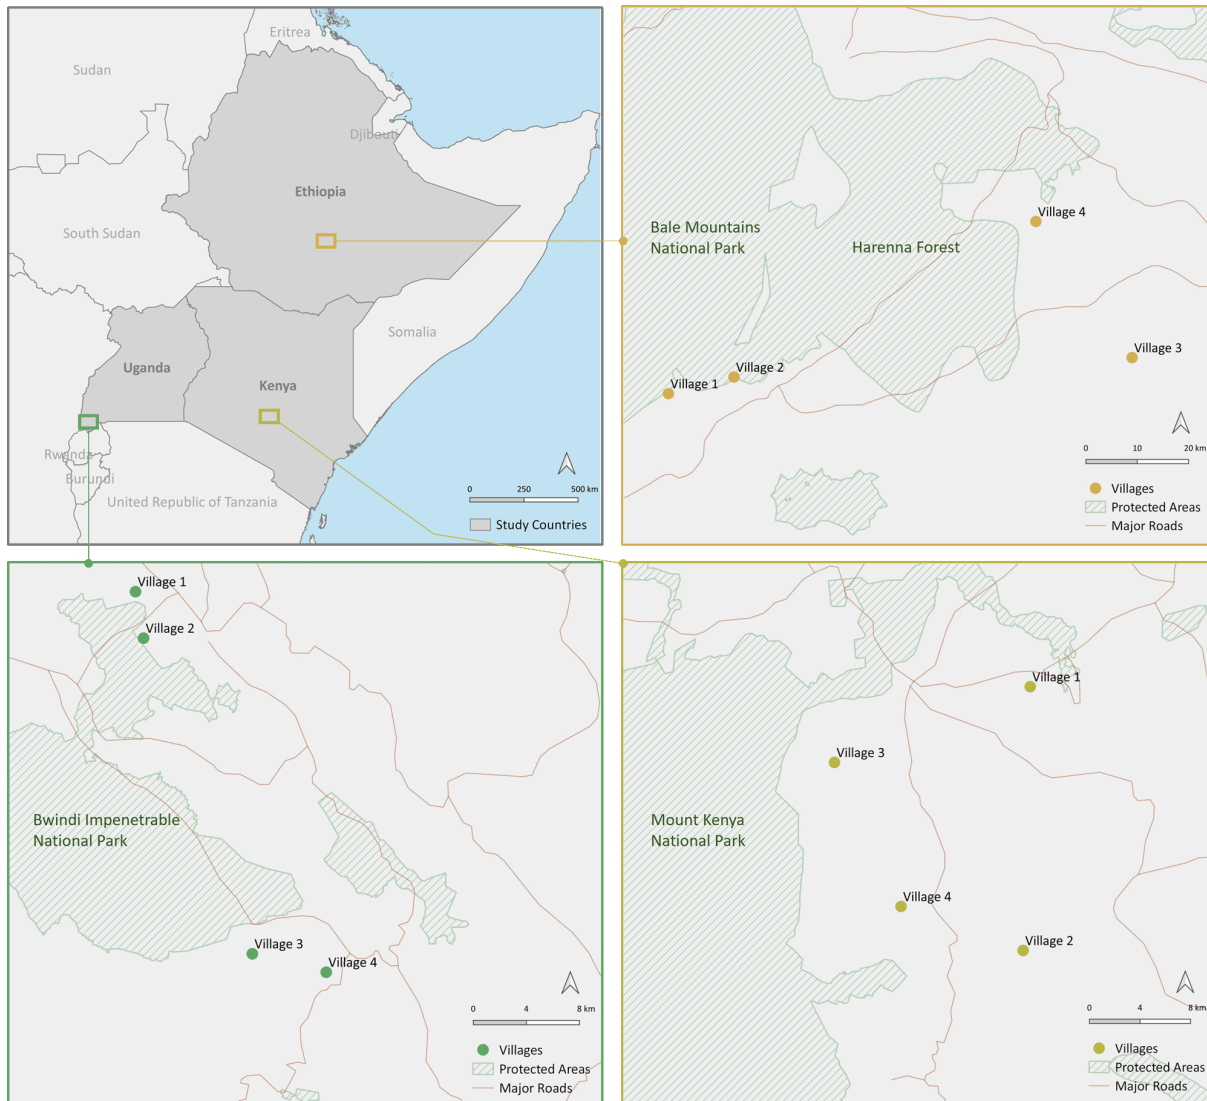 Eritrea
Sudan
Djibouti
Ethiopia
South Sudan
Somalia
Uganda
Kenya
Rwanda
Burundi
United Republic of Tanzania
0 250 500 km
Study Countries
Village 4
Bale Mountains
National Park
Harenna Forest
Village 3
Village 2
Village 1
0 10 20 km
Villages
Protected Areas
Major Roads
Village 1
Village 2
Bwindi Impenetrable
National Park
Village 3
Village 4
0 4 8 km
Villages
Protected Areas
Major Roads
Village 1
Village 3
Mount Kenya
National Park
Village 4
Village 2
0 4 8 km
Villages
Protected Areas
Major Roads